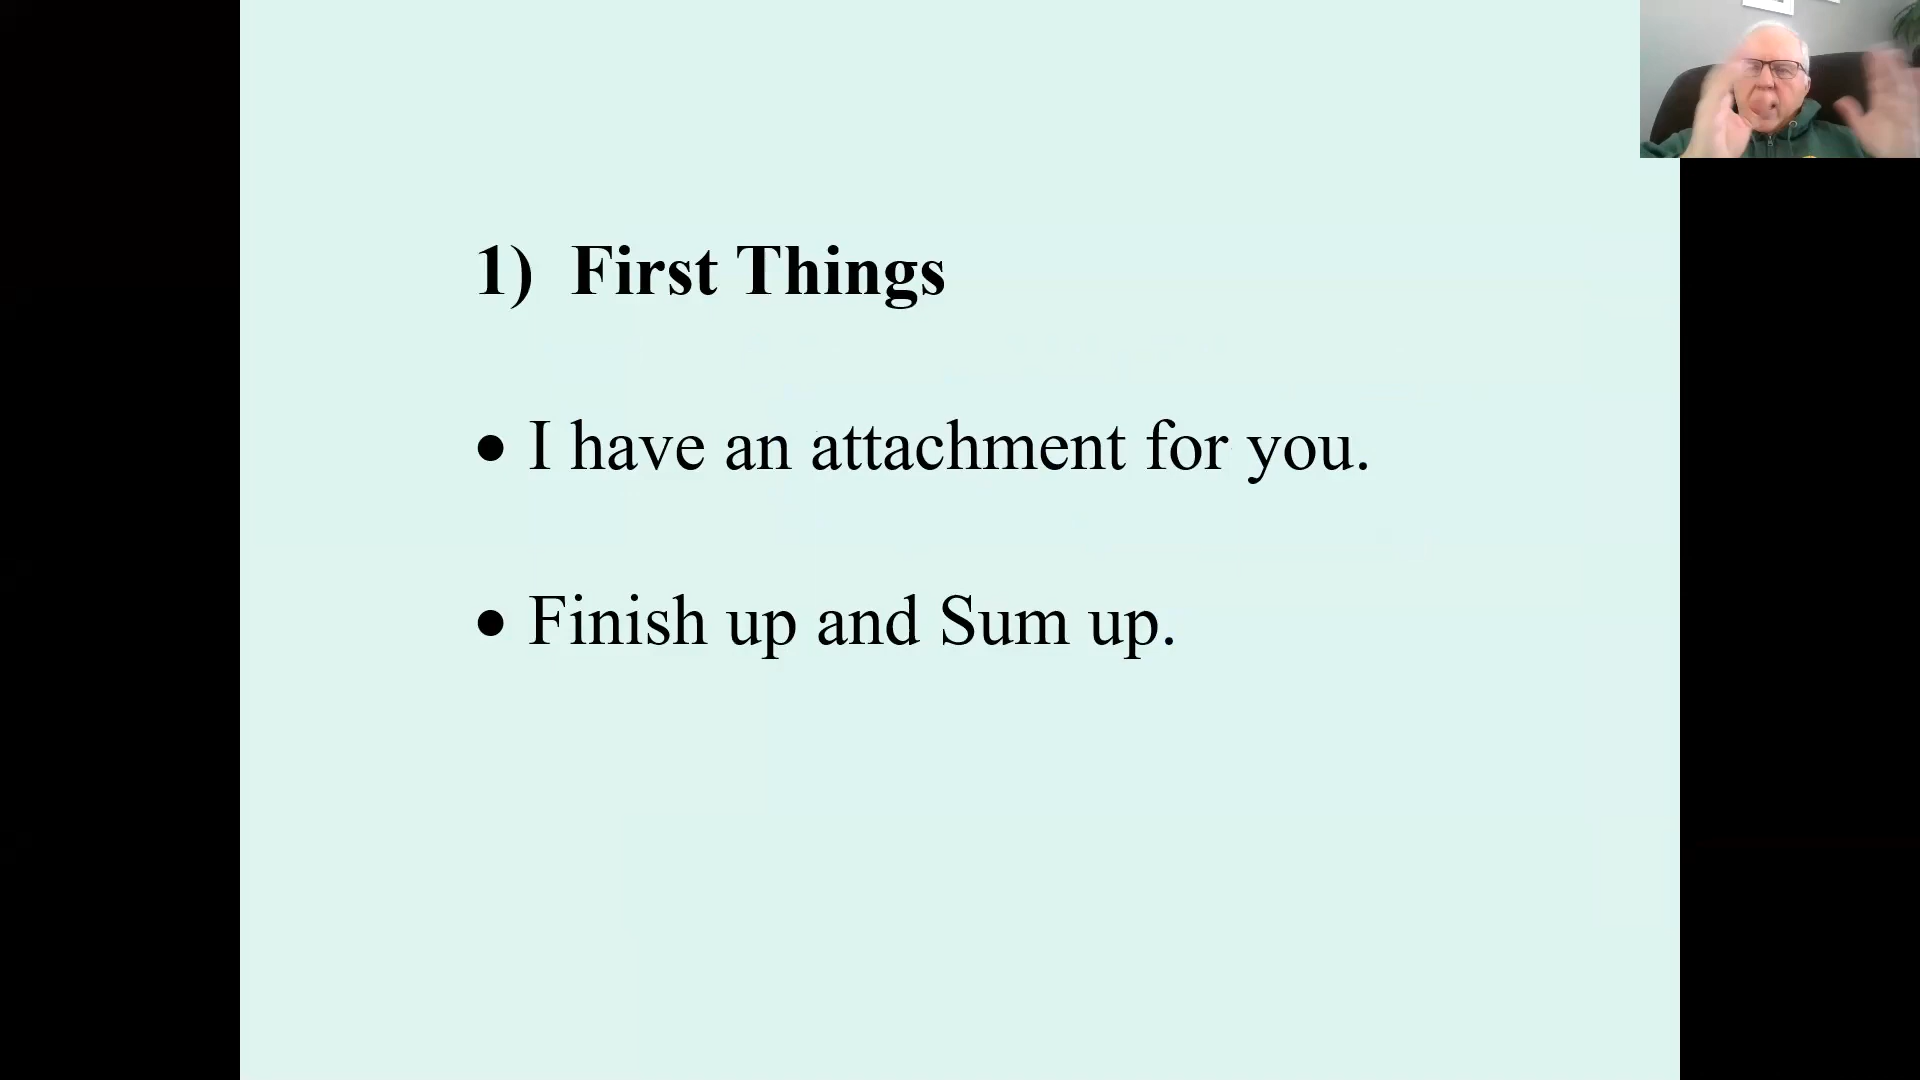 1) First Things
• I have an attachment for you.
• Finish up and Sum up.